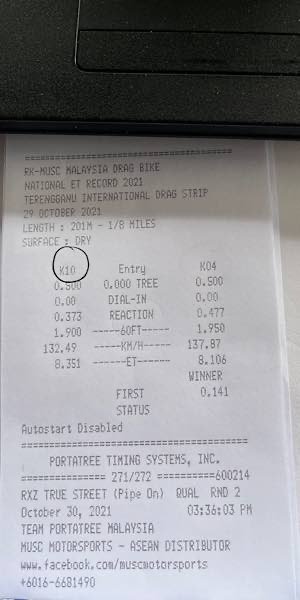 ==========================================
RK-MUSC MALAYSIA DRAG BIKE
NATIONAL ET RECORD 2021
TERENGGANU INTERNATIONAL DRAG STRIP
29 OCTOBER 2021
LENGTH : 201M - 1/8 MILES
SURFACE : DRY
K10 Entry K04
0.500 0.000 TREE 0.500
0.00 DIAL-IN 0.00
0.373 REACTION 0.477
1.900 -----60FT----- 1.950
132.49 -----KM/H----- 137.87
8.351 ------ET------ 8.106
WINNER
FIRST 0.141
STATUS
Autostart Disabled
==========================================
PORTATREE TIMING SYSTEMS, INC.
=============== 271/272 ==========600214
RXZ TRUE STREET (Pipe On) QUAL RND 2
October 30, 2021 03:36:03 PM
TEAM PORTATREE MALAYSIA
MUSC MOTORSPORTS - ASEAN DISTRIBUTOR
www.facebook.com/muscmotorsports
+6016-6681490